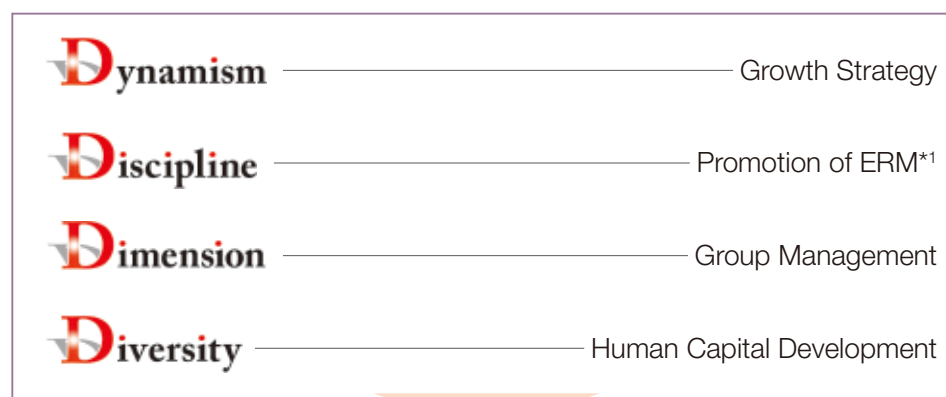 Dynamism Growth Strategy
Discipline Promotion of ERM*1
Dimension Group Management
Diversity Human Capital Development